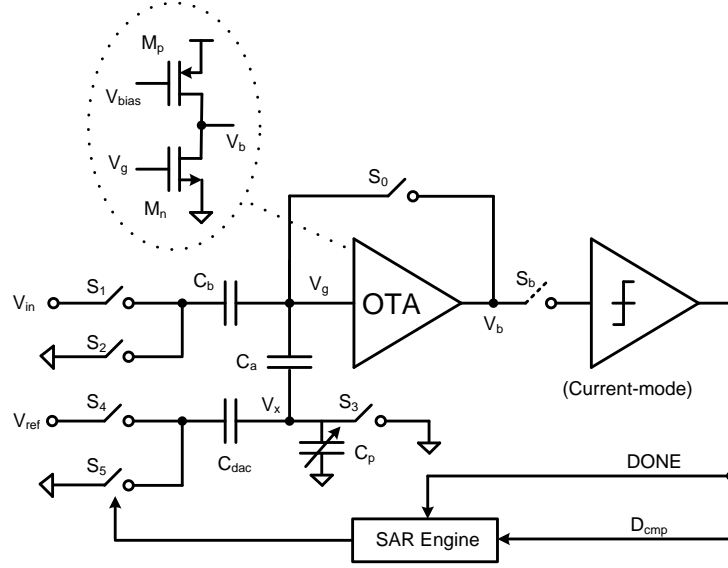 Mp
Vbias
Vb
Vg
Mn
S0
Vin
S1
Cb
Vg
OTA
Sb
Vb
S2
Ca
(Current-mode)
Vref
S4
Vx
S3
Cdac
Cp
S5
DONE
SAR Engine
Dcmp